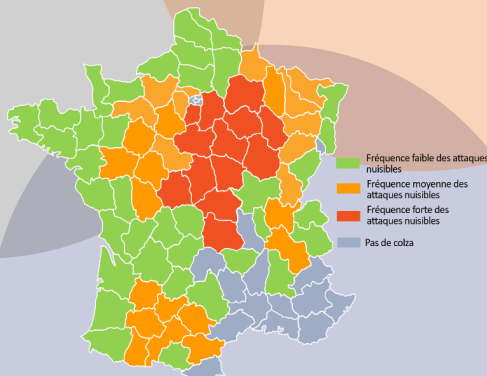 Fréquence faible des attaques
nuisibles
Fréquence moyenne des
attaques nuisibles
Fréquence forte des
attaques nuisibles
Pas de colza